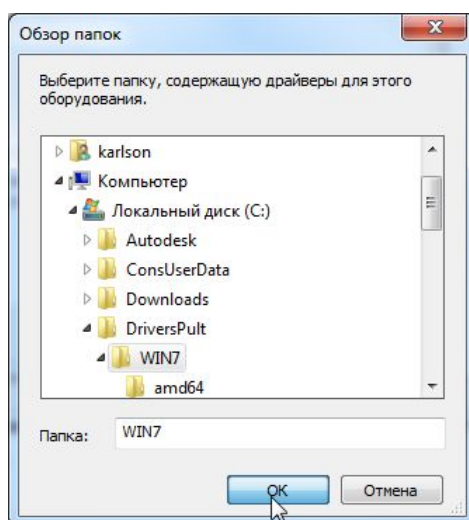 Обзор папок
Выберите папку, содержащую драйверы для этого
оборудования.
karlson
Компьютер
Локальный диск (C:)
Autodesk
ConsUserData
Downloads
DriversPult
WIN7
amd64
Папка: WIN7
OK Отмена